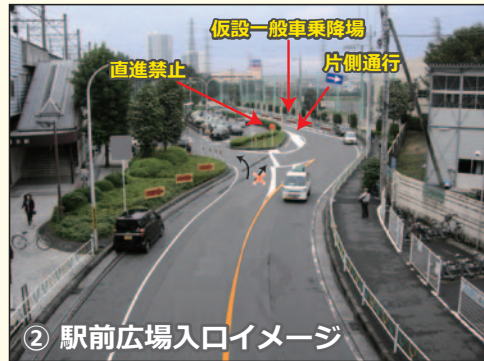 仮設一般車乗降場
直進禁止
片側通行
② 駅前広場入口イメージ